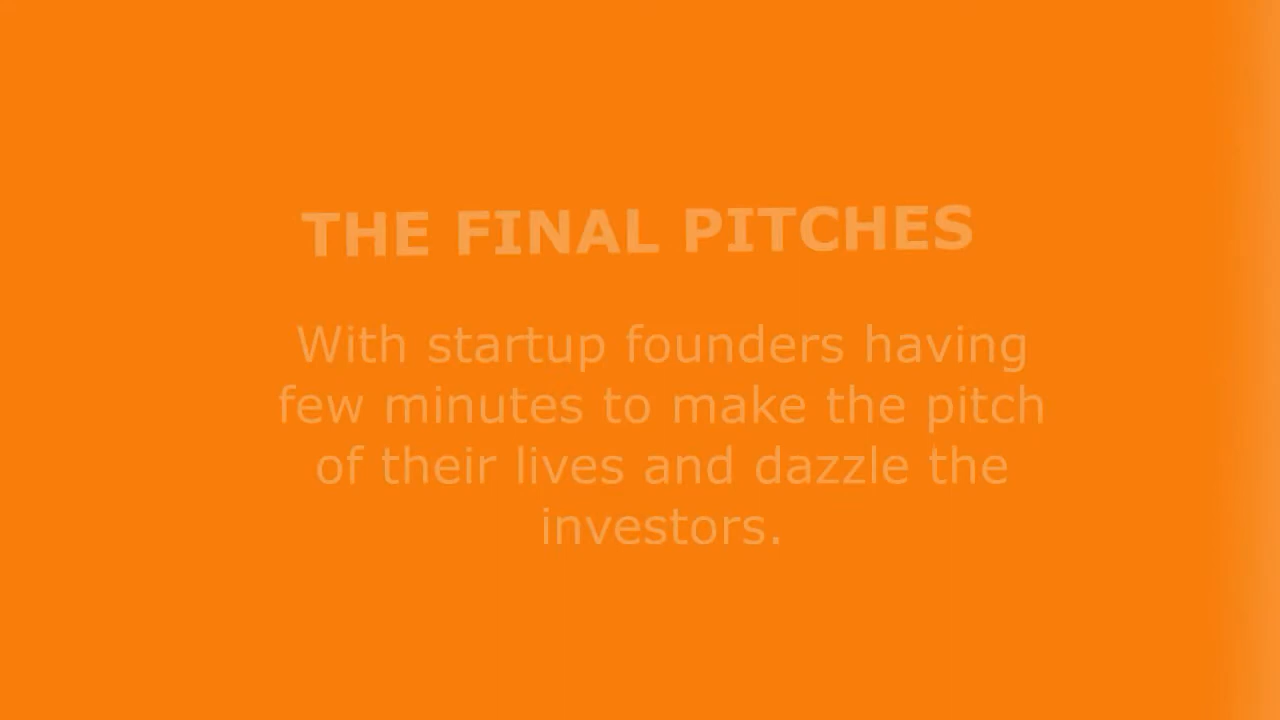 THE FINAL PITCHES
With startup founders having
few minutes to make the pitch
of their lives and dazzle the
investors.